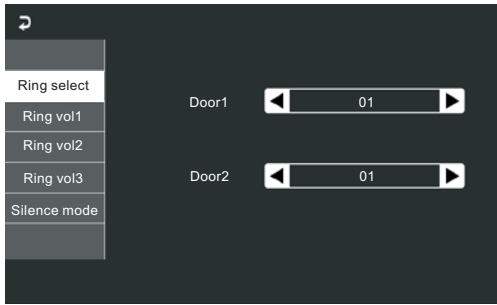 Ring select
Ring vol1
Ring vol2
Ring vol3
Silence mode
Door1 01
Door2 01